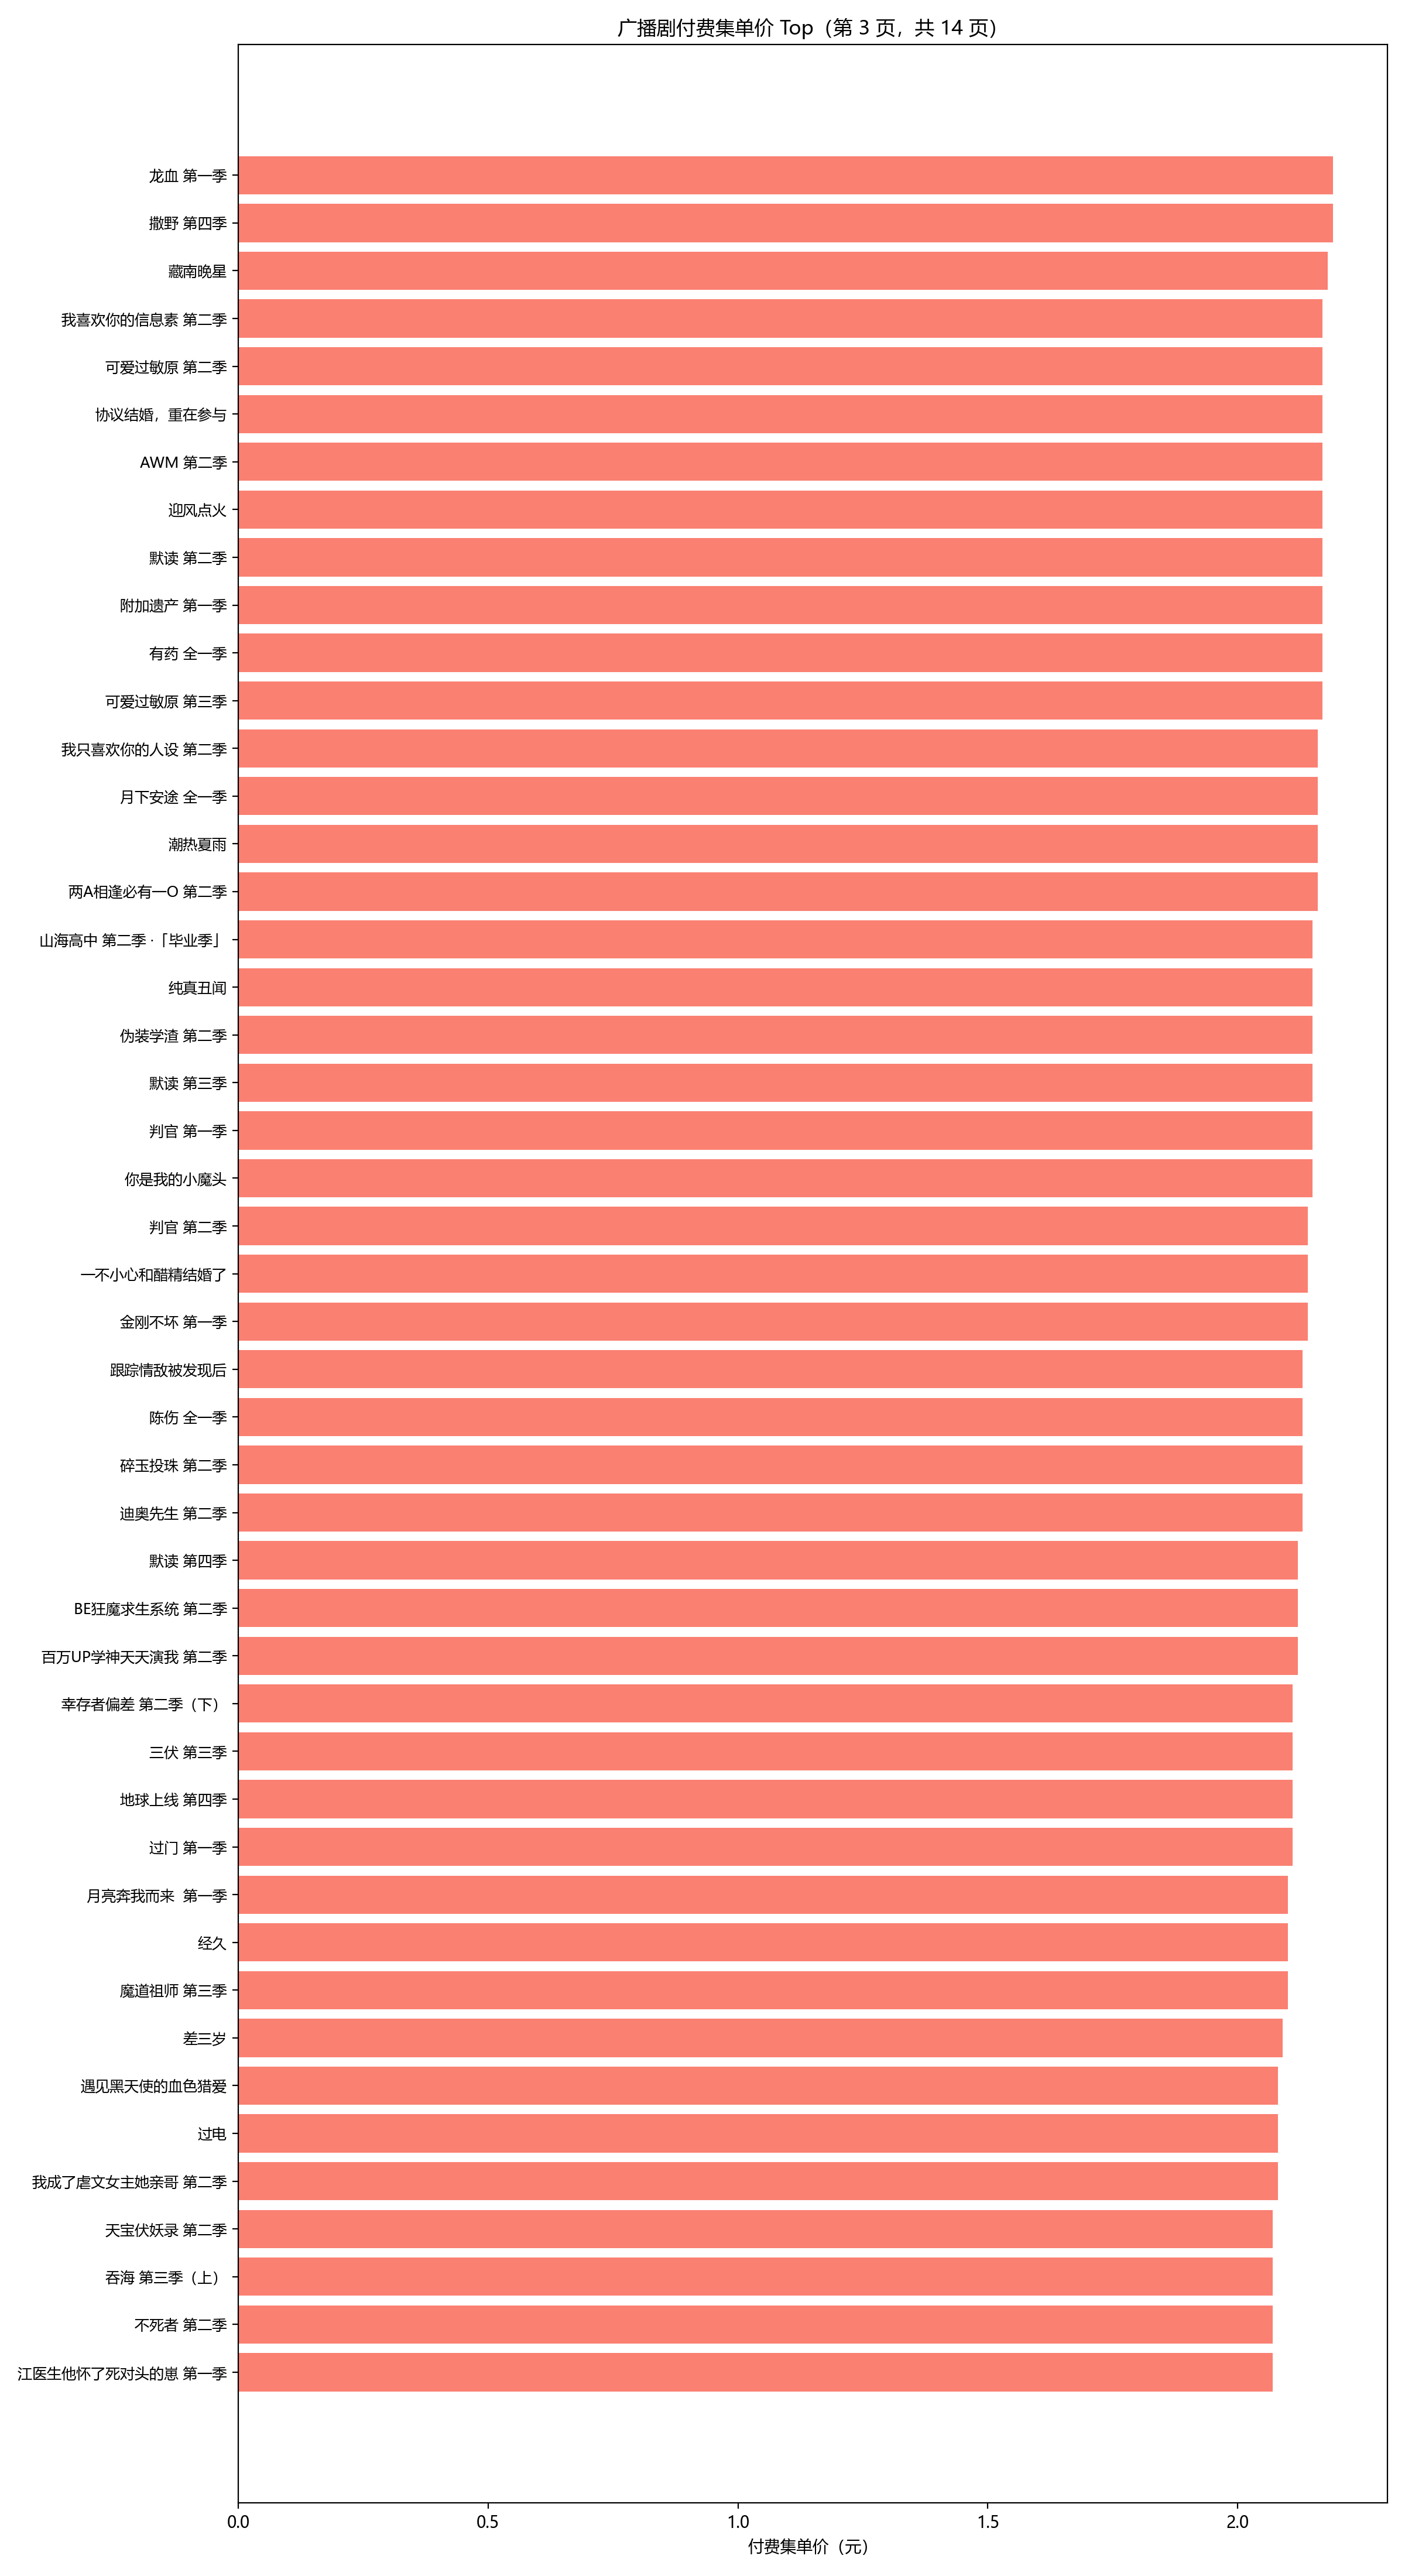 广播剧付费集单价 Top（第 3 页，共 14 页）
龙血 第一季
撒野 第四季
藏南晚星
我喜欢你的信息素 第二季
可爱过敏原 第二季
协议结婚，重在参与
AWM 第二季
迎风点火
默读 第二季
附加遗产 第一季
有药 全一季
可爱过敏原 第三季
我只喜欢你的人设 第二季
月下安途 全一季
潮热夏雨
两A相逢必有一O 第二季
山海高中 第二季 ·「毕业季」
纯真丑闻
伪装学渣 第二季
默读 第三季
判官 第一季
你是我的小魔头
判官 第二季
一不小心和醋精结婚了
金刚不坏 第一季
跟踪情敌被发现后
陈伤 全一季
碎玉投珠 第二季
迪奥先生 第二季
默读 第四季
BE狂魔求生系统 第二季
百万UP学神天天演我 第二季
幸存者偏差 第二季（下）
三伏 第三季
地球上线 第四季
过门 第一季
月亮奔我而来  第一季
经久
魔道祖师 第三季
差三岁
遇见黑天使的血色猎爱
过电
我成了虐文女主她亲哥 第二季
天宝伏妖录 第二季
吞海 第三季（上）
不死者 第二季
江医生他怀了死对头的崽 第一季
0.0 0.5 1.0 1.5 2.0
付费集单价（元）